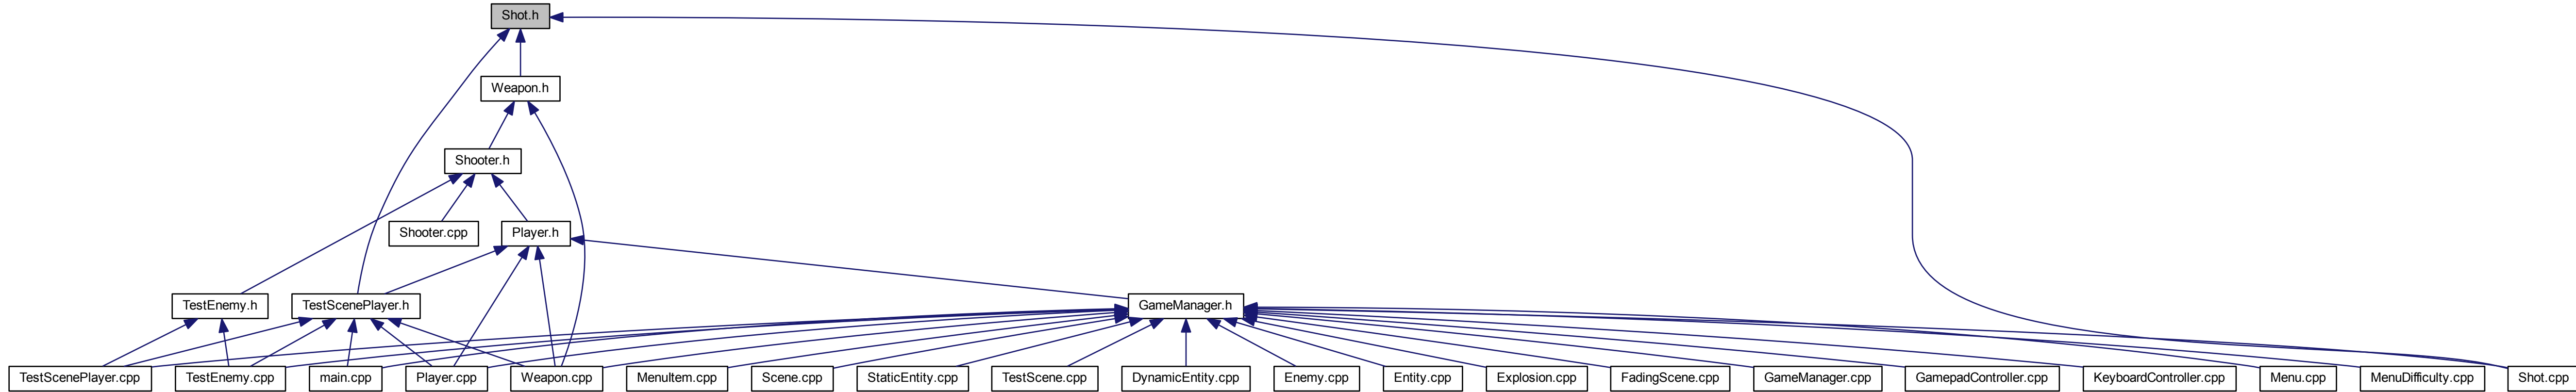 Shot.h
Weapon.h
Shooter.h
Shooter.cpp
Player.h
TestEnemy.h
TestScenePlayer.h
GameManager.h
TestScenePlayer.cpp
TestEnemy.cpp
main.cpp
Player.cpp
Weapon.cpp
MenuItem.cpp
Scene.cpp
StaticEntity.cpp
TestScene.cpp
DynamicEntity.cpp
Enemy.cpp
Entity.cpp
Explosion.cpp
FadingScene.cpp
GameManager.cpp
GamepadController.cpp
KeyboardController.cpp
Menu.cpp
MenuDifficulty.cpp
Shot.cpp